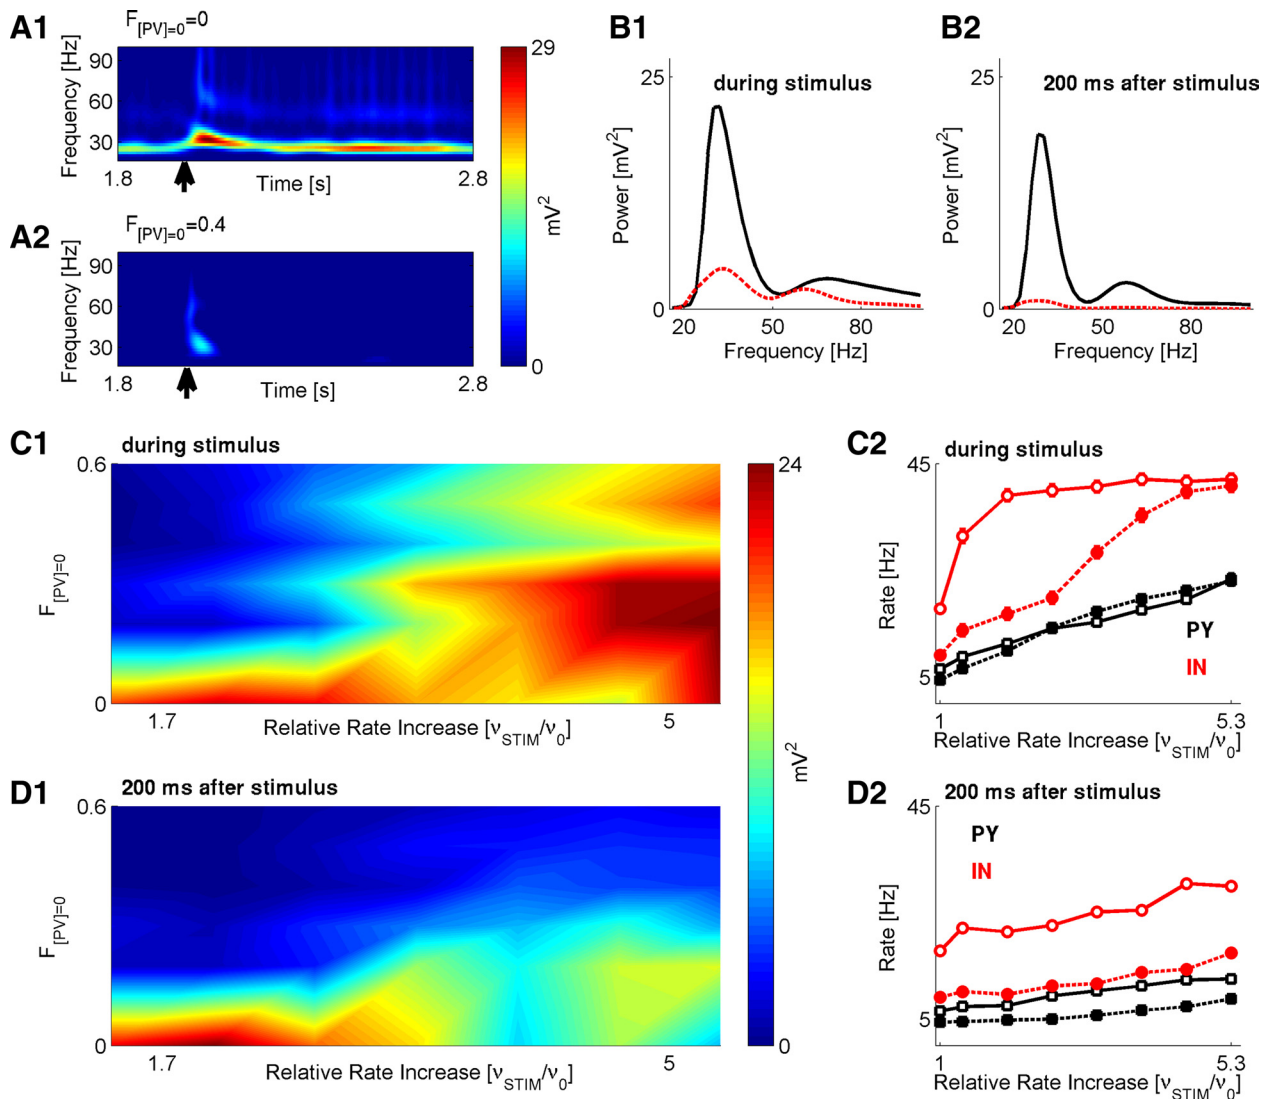 A1
F[PV]=0=0
Frequency [Hz]
90
60
30
1.8
Time [s]
2.8
29
mV²
0
A2
F[PV]=0=0.4
Frequency [Hz]
90
60
30
1.8
Time [s]
2.8
B1
during stimulus
Power [mV²]
25
0
20
50
80
Frequency [Hz]
B2
200 ms after stimulus
Power [mV²]
25
0
20
50
80
Frequency [Hz]
C1
during stimulus
F[PV]=0
0.6
0
1.7
Relative Rate Increase [νSTIM/ν0]
5
24
mV²
0
C2
during stimulus
Rate [Hz]
45
5
PY
IN
1
5.3
Relative Rate Increase [νSTIM/ν0]
D1
200 ms after stimulus
F[PV]=0
0.6
0
1.7
Relative Rate Increase [νSTIM/ν0]
5
D2
200 ms after stimulus
Rate [Hz]
45
5
PY
IN
1
5.3
Relative Rate Increase [νSTIM/ν0]